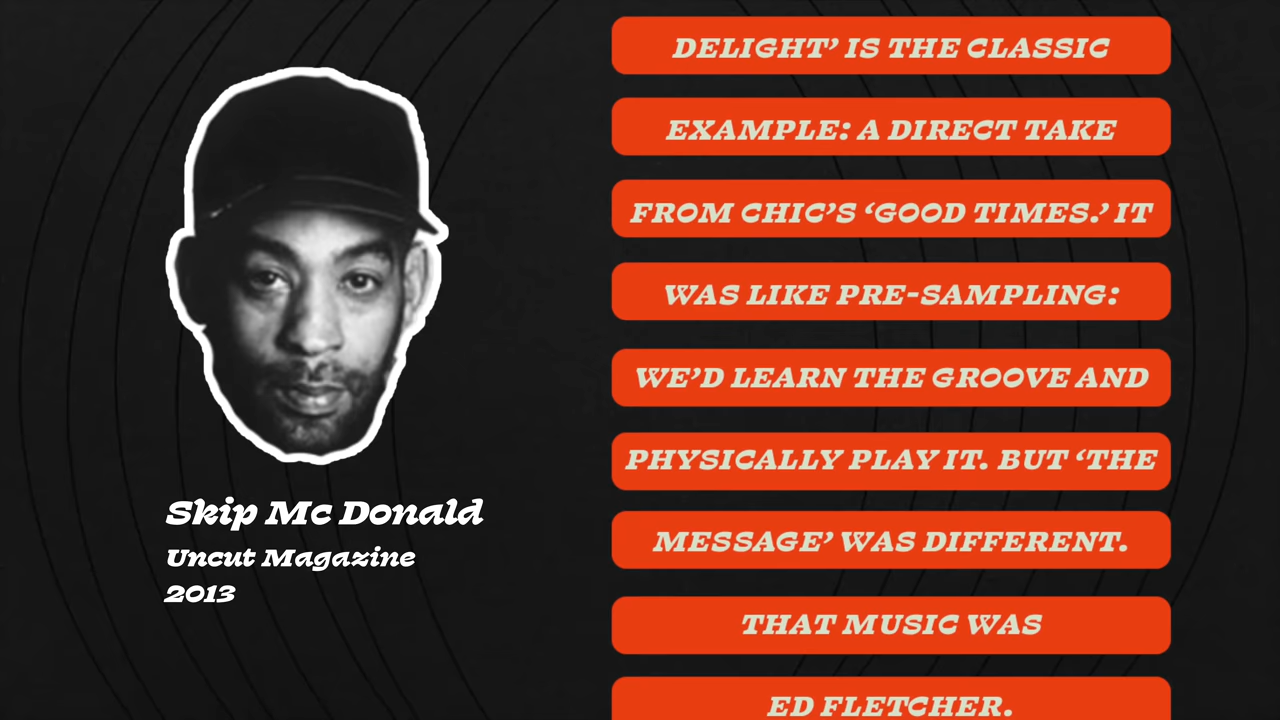 Skip Mc Donald
Uncut Magazine
2013
DELIGHT’ IS THE CLASSIC
EXAMPLE: A DIRECT TAKE
FROM CHIC’S ‘GOOD TIMES.’ IT
WAS LIKE PRE-SAMPLING:
WE’D LEARN THE GROOVE AND
PHYSICALLY PLAY IT. BUT ‘THE
MESSAGE’ WAS DIFFERENT.
THAT MUSIC WAS
ED FLETCHER.